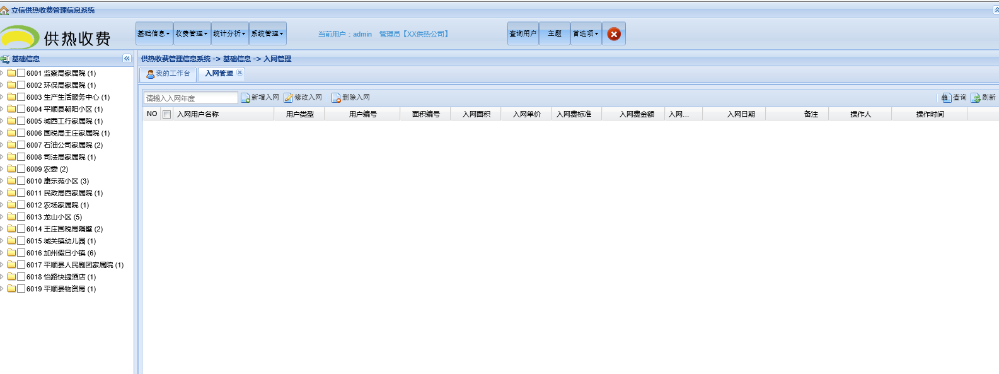 立信供热收费管理信息系统
供热收费
基础信息 收费管理 统计分析 系统管理 当前用户：admin 管理员【XX供热公司】 查询用户 主题 首选项
基础信息
供热收费管理信息系统 -> 基础信息 -> 入网管理
我的工作台 入网管理
请输入入网年度 新增入网 修改入网 删除入网 查询 刷新
NO 入网用户名称 用户类型 用户编号 面积编号 入网面积 入网单价 入网费标准 入网费金额 入网... 入网日期 备注 操作人 操作时间
6001 监察局家属院 (1)
6002 环保局家属院 (1)
6003 生产生活服务中心 (1)
6004 平顺县朝阳小区 (1)
6005 城西工行家属院 (1)
6006 国税局王庄家属院 (1)
6007 石油公司家属院 (2)
6008 司法局家属院 (1)
6009 农委 (2)
6010 康乐苑小区 (3)
6011 民政局西家属院 (1)
6012 农场家属院 (1)
6013 龙山小区 (5)
6014 王庄国税局隔壁 (2)
6015 城关镇幼儿园 (1)
6016 加州假日小镇 (6)
6017 平顺县人民剧团家属院 (1)
6018 怡路快捷酒店 (1)
6019 平顺县物资局 (1)